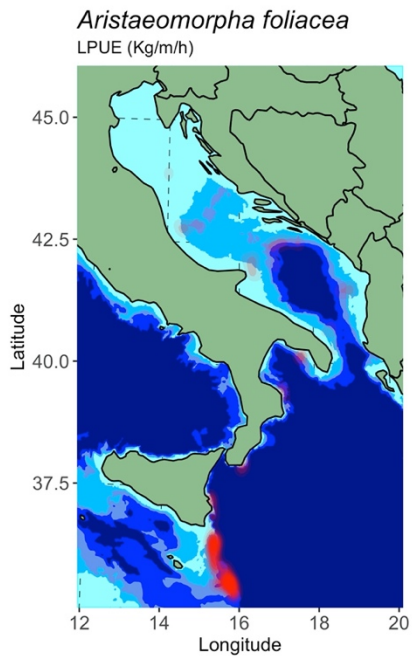 Aristaeomorpha foliacea
LPUE (Kg/m/h)
45.0
42.5
40.0
37.5
Latitude
12 14 16 18 20
Longitude